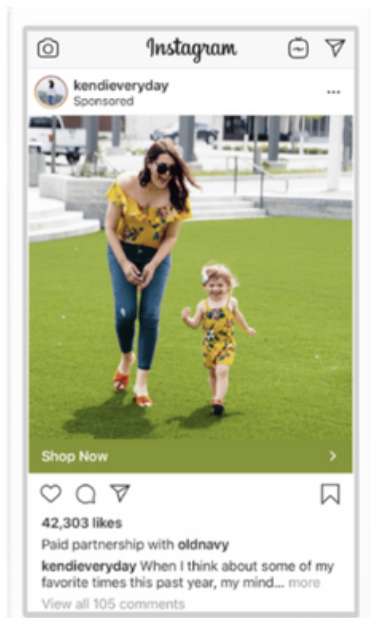 Instagram
kendieveryday
Sponsored
Shop Now
42,303 likes
Paid partnership with oldnavy
kendieveryday When I think about some of my
favorite times this past year, my mind... more
View all 105 comments